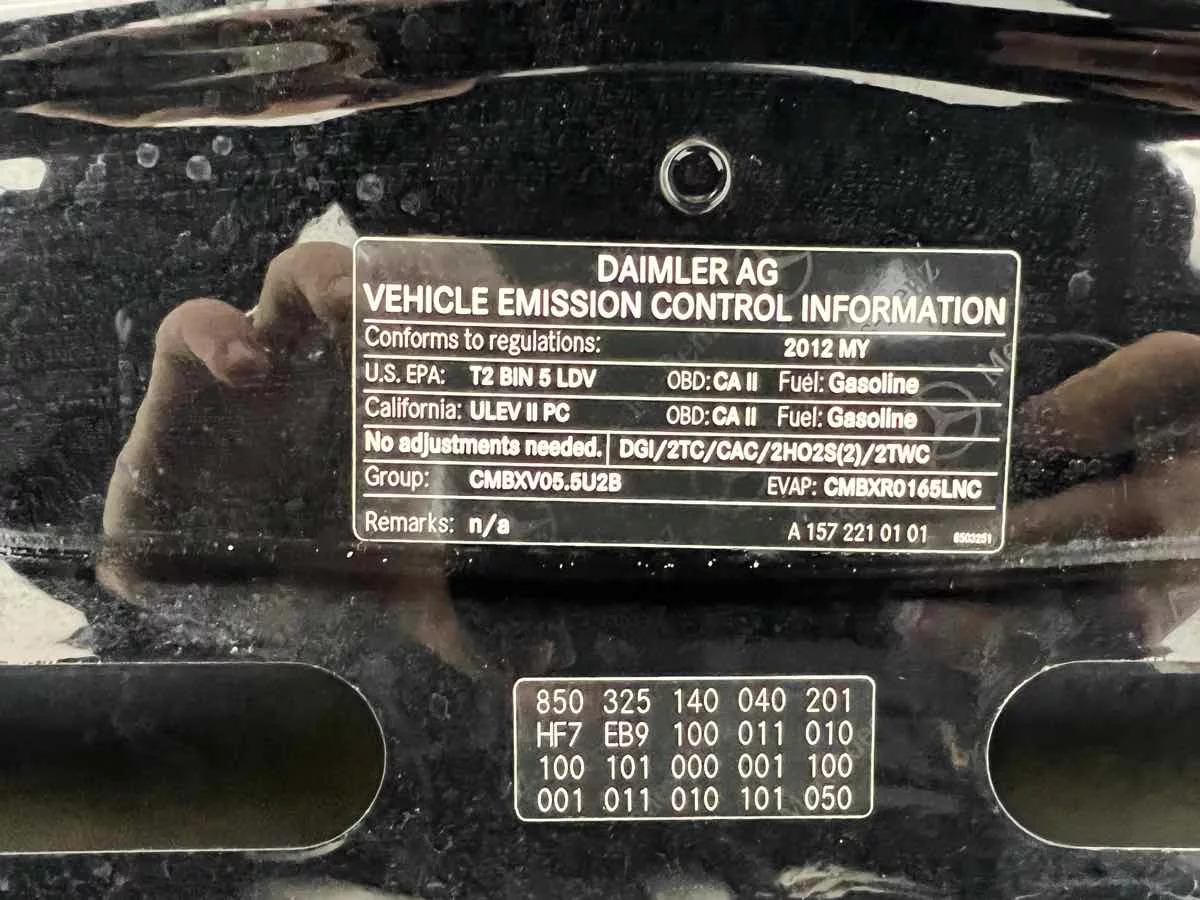 DAIMLER AG
VEHICLE EMISSION CONTROL INFORMATION
Conforms to regulations: 2012 MY
U.S. EPA: T2 BIN 5 LDV OBD: CA II Fuel: Gasoline
California: ULEV II PC OBD: CA II Fuel: Gasoline
No adjustments needed. DGI/2TC/CAC/2HO2S(2)/2TWC
Group: CMBXV05.5U2B EVAP: CMBXR0165LNC
Remarks: n/a A 157 221 01 01 6503251
850 325 140 040 201
HF7 EB9 100 011 010
100 101 000 001 100
001 011 010 101 050